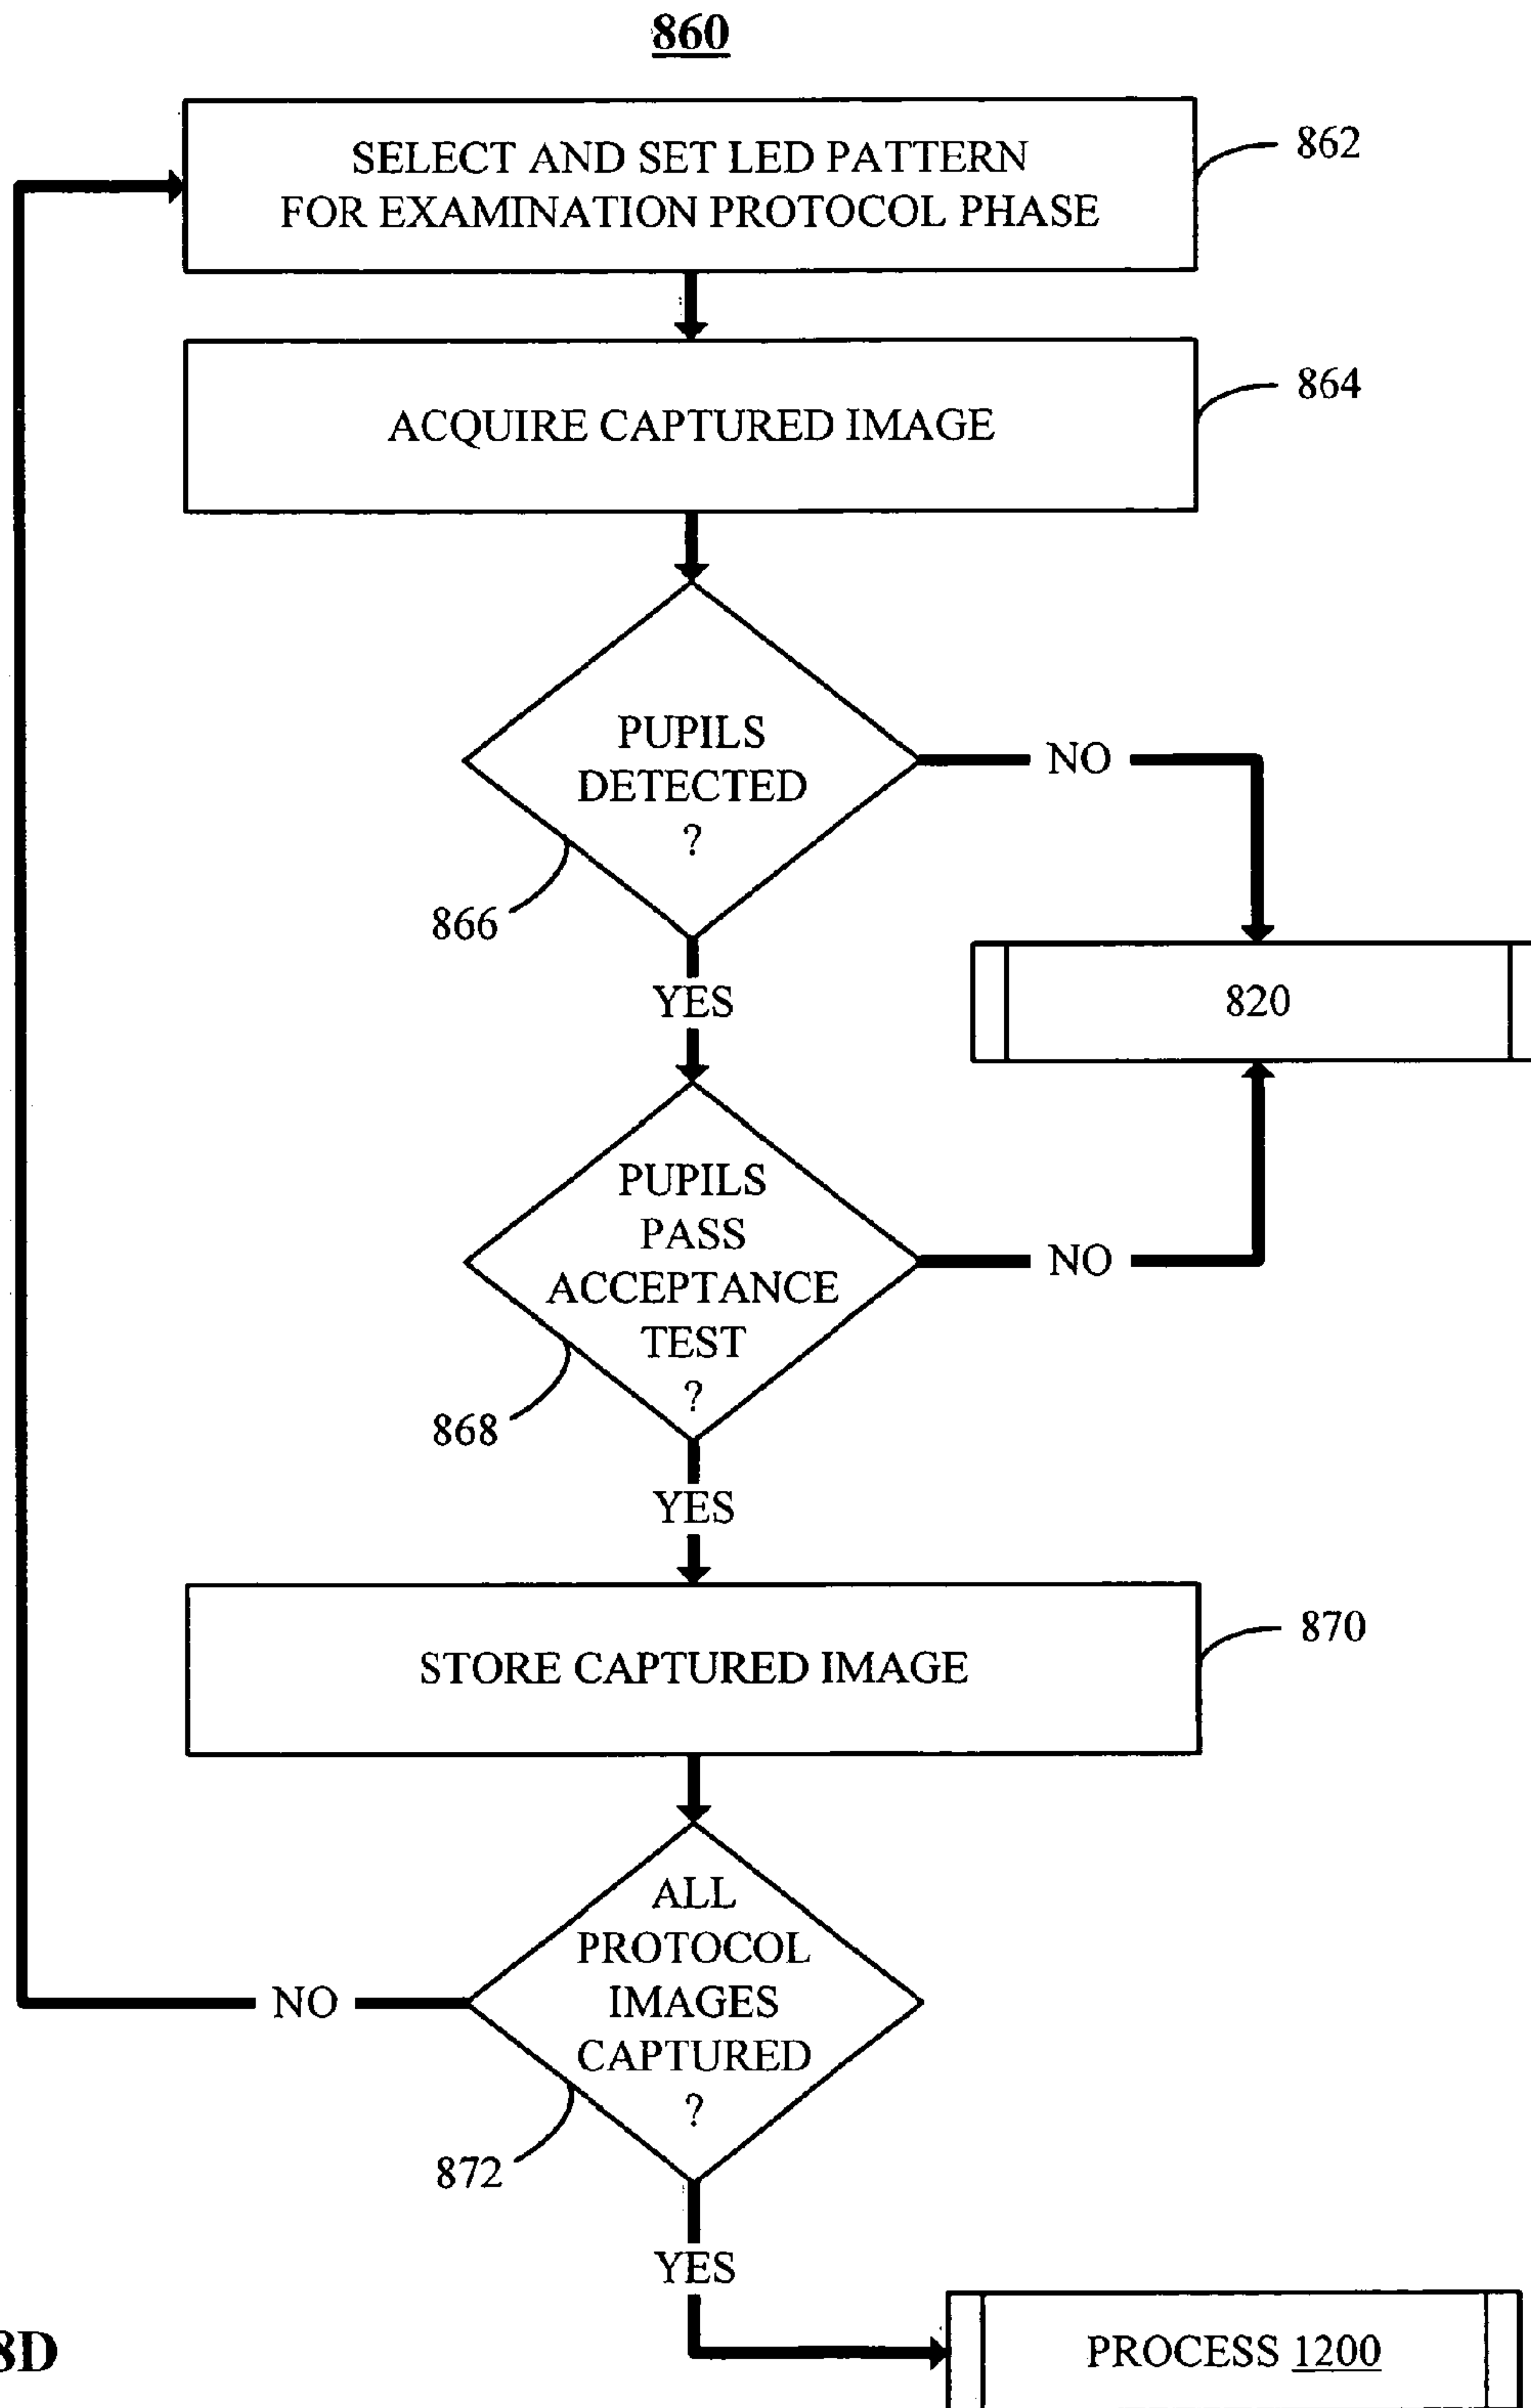 860
SELECT AND SET LED PATTERN
FOR EXAMINATION PROTOCOL PHASE
862
ACQUIRE CAPTURED IMAGE
864
PUPILS
DETECTED
?
866
NO
820
YES
PUPILS
PASS
ACCEPTANCE
TEST
?
868
NO
YES
STORE CAPTURED IMAGE
870
ALL
PROTOCOL
IMAGES
CAPTURED
?
872
NO
YES
8D
PROCESS 1200